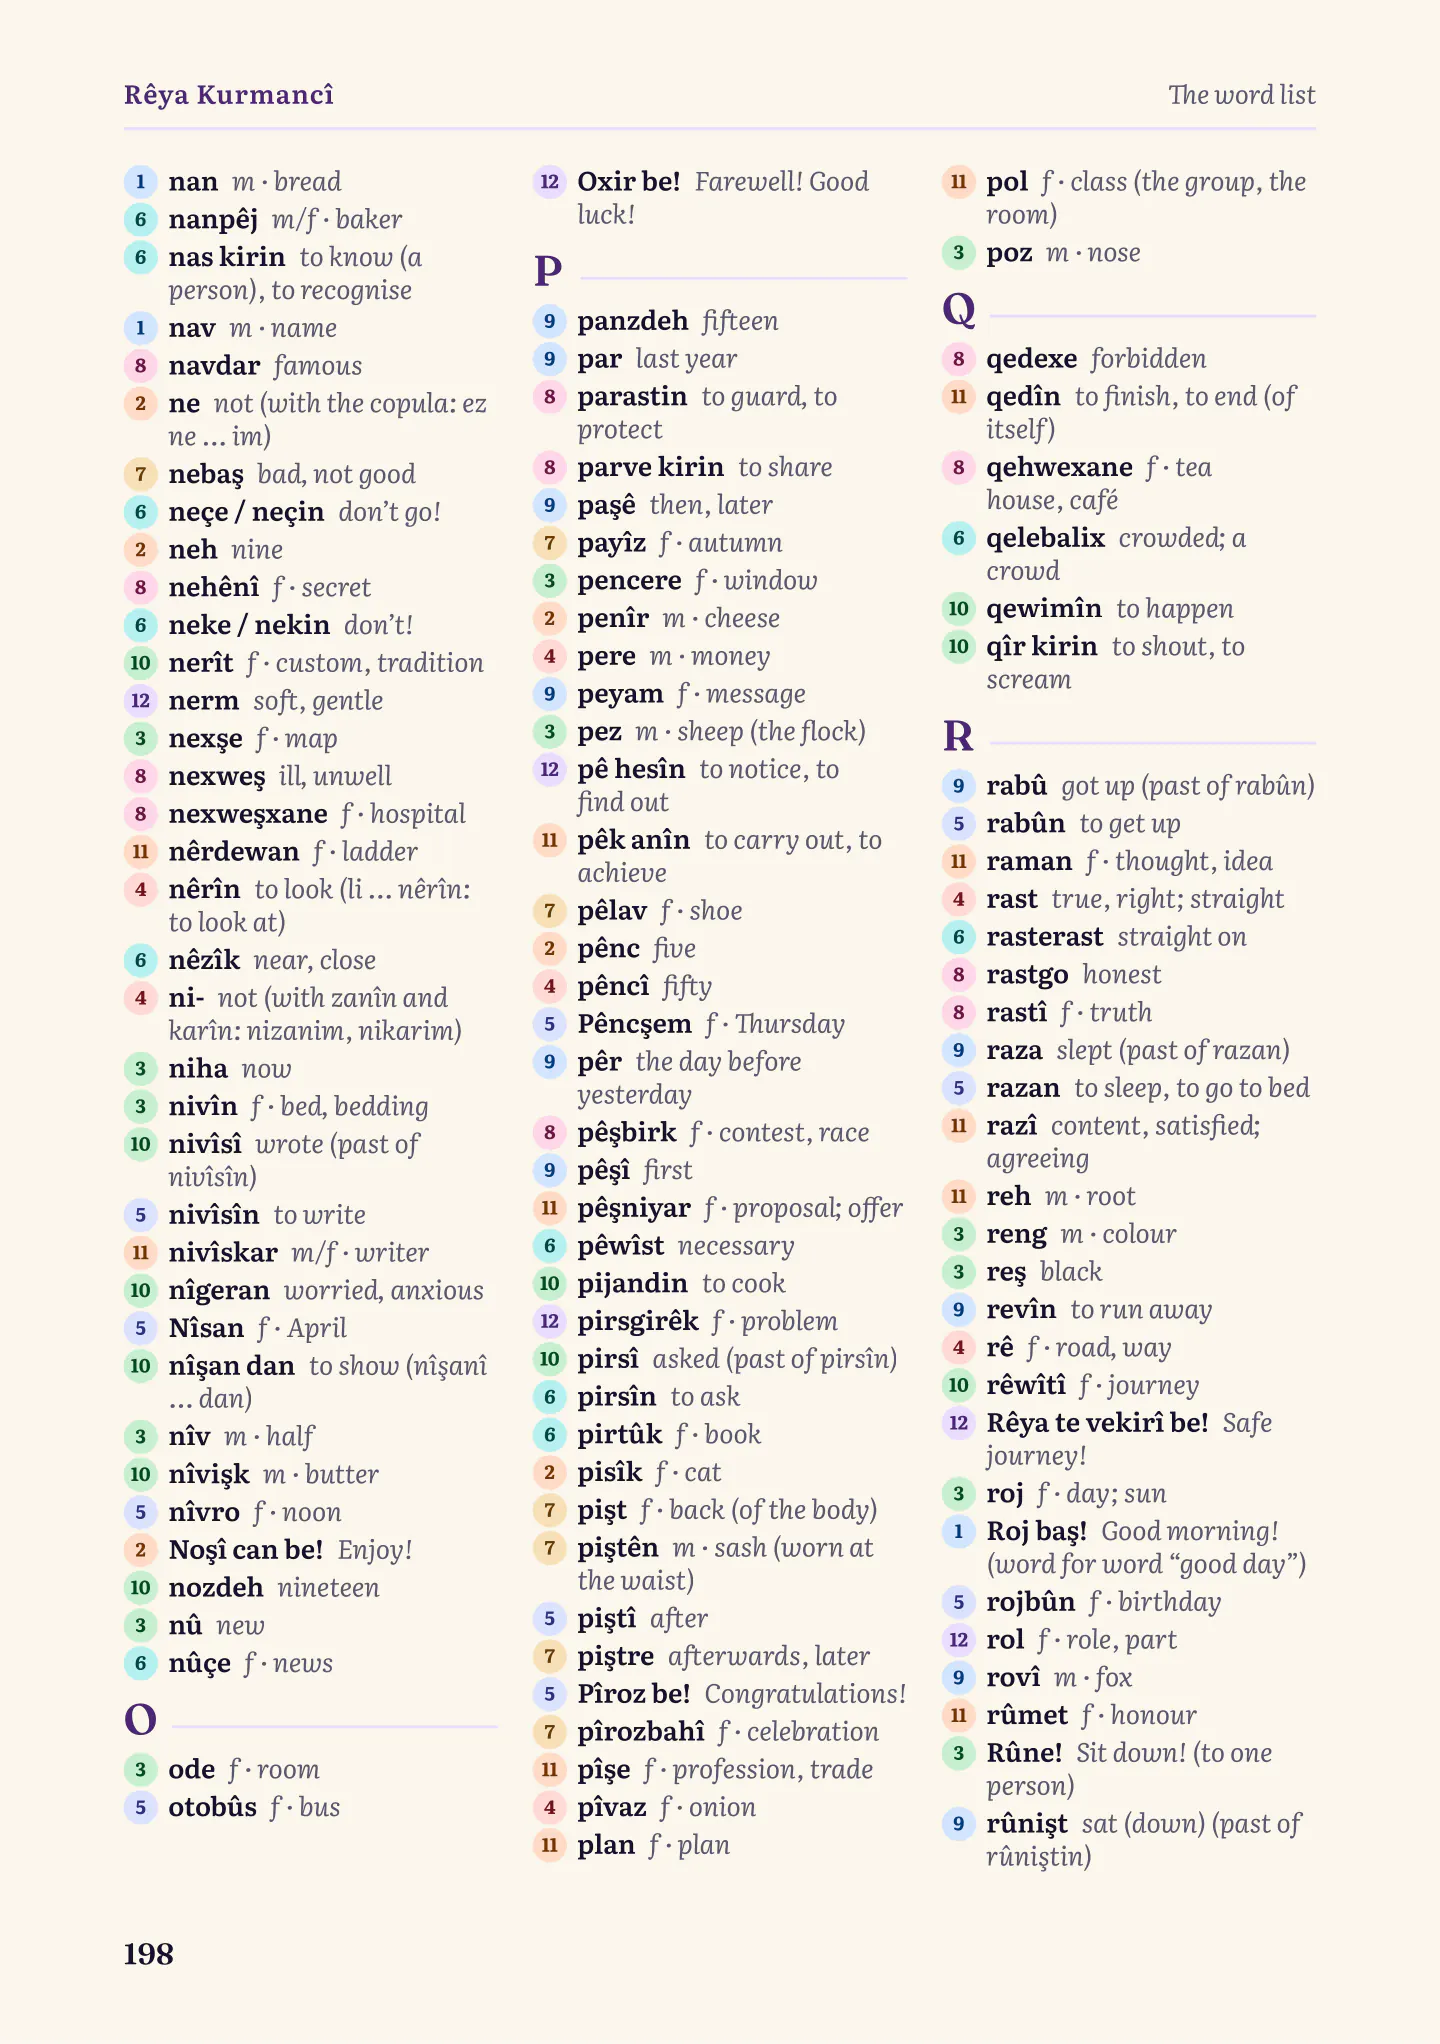 Rêya Kurmancî
The word list
1 nan m · bread
6 nanpêj m/f · baker
6 nas kirin to know (a
person), to recognise
1 nav m · name
8 navdar famous
2 ne not (with the copula: ez
ne … im)
7 nebaş bad, not good
6 neçe / neçin don’t go!
2 neh nine
8 nehênî f · secret
6 neke / nekin don’t!
10 nerît f · custom, tradition
12 nerm soft, gentle
3 nexşe f · map
8 nexweş ill, unwell
8 nexweşxane f · hospital
11 nêrdewan f · ladder
4 nêrîn to look (li … nêrîn:
to look at)
6 nêzîk near, close
4 ni- not (with zanîn and
karîn: nizanim, nikarim)
3 niha now
3 nivîn f · bed, bedding
10 nivîsî wrote (past of
nivîsîn)
5 nivîsîn to write
11 nivîskar m/f · writer
10 nîgeran worried, anxious
5 Nîsan f · April
10 nîşan dan to show (nîşanî
… dan)
3 nîv m · half
10 nîvişk m · butter
5 nîvro f · noon
2 Noşî can be! Enjoy!
10 nozdeh nineteen
3 nû new
6 nûçe f · news
O
3 ode f · room
5 otobûs f · bus
12 Oxir be! Farewell! Good
luck!
P
9 panzdeh fifteen
9 par last year
8 parastin to guard, to
protect
8 parve kirin to share
9 paşê then, later
7 payîz f · autumn
3 pencere f · window
2 penîr m · cheese
4 pere m · money
9 peyam f · message
3 pez m · sheep (the flock)
12 pê hesîn to notice, to
find out
11 pêk anîn to carry out, to
achieve
7 pêlav f · shoe
2 pênc five
4 pêncî fifty
5 Pêncşem f · Thursday
9 pêr the day before
yesterday
8 pêşbirk f · contest, race
9 pêşî first
11 pêşniyar f · proposal; offer
6 pêwîst necessary
10 pijandin to cook
12 pirsgirêk f · problem
10 pirsî asked (past of pirsîn)
6 pirsîn to ask
6 pirtûk f · book
2 pisîk f · cat
7 pişt f · back (of the body)
7 piştên m · sash (worn at
the waist)
5 piştî after
7 piştre afterwards, later
5 Pîroz be! Congratulations!
7 pîrozbahî f · celebration
11 pîşe f · profession, trade
4 pîvaz f · onion
11 plan f · plan
11 pol f · class (the group, the
room)
3 poz m · nose
Q
8 qedexe forbidden
11 qedîn to finish, to end (of
itself)
8 qehwexane f · tea
house, café
6 qelebalix crowded; a
crowd
10 qewimîn to happen
10 qîr kirin to shout, to
scream
R
9 rabû got up (past of rabûn)
5 rabûn to get up
11 raman f · thought, idea
4 rast true, right; straight
6 rasterast straight on
8 rastgo honest
8 rastî f · truth
9 raza slept (past of razan)
5 razan to sleep, to go to bed
11 razî content, satisfied;
agreeing
11 reh m · root
3 reng m · colour
3 reş black
9 revîn to run away
4 rê f · road, way
10 rêwîtî f · journey
12 Rêya te vekirî be! Safe
journey!
3 roj f · day; sun
1 Roj baş! Good morning!
(word for word “good day”)
5 rojbûn f · birthday
12 rol f · role, part
9 rovî m · fox
11 rûmet f · honour
3 Rûne! Sit down! (to one
person)
9 rûnişt sat (down) (past of
rûniştin)
198